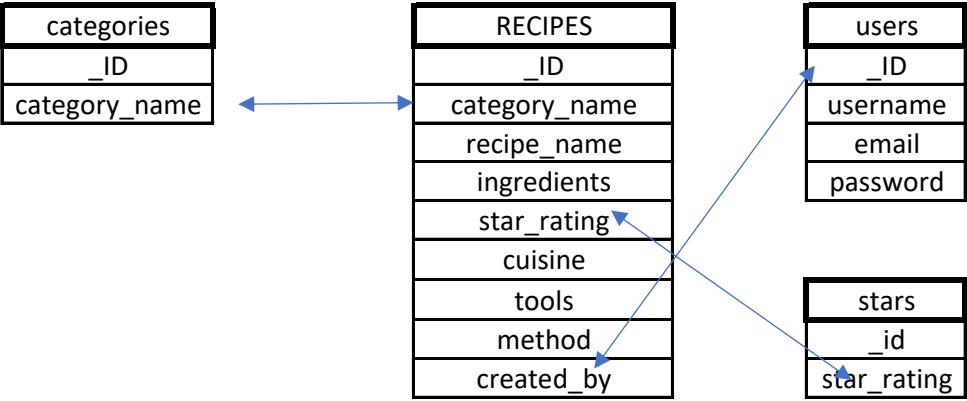 categories
_ID
category_name
RECIPES
_ID
category_name
recipe_name
ingredients
star_rating
cuisine
tools
method
created_by
users
_ID
username
email
password
stars
_id
star_rating